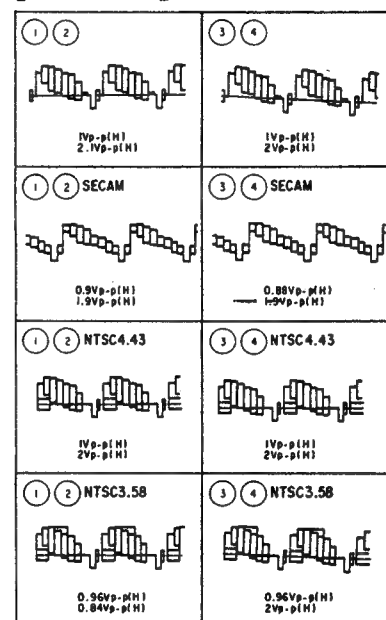 ① ②
1Vp-p(H)
2.1Vp-p(H)
③ ④
1Vp-p(H)
2Vp-p(H)
① ② SECAM
0.9Vp-p(H)
1.9Vp-p(H)
③ ④ SECAM
0.88Vp-p(H)
1.9Vp-p(H)
① ② NTSC4.43
1Vp-p(H)
2Vp-p(H)
③ ④ NTSC4.43
1Vp-p(H)
2Vp-p(H)
① ② NTSC3.58
0.96Vp-p(H)
0.84Vp-p(H)
③ ④ NTSC3.58
0.96Vp-p(H)
2Vp-p(H)